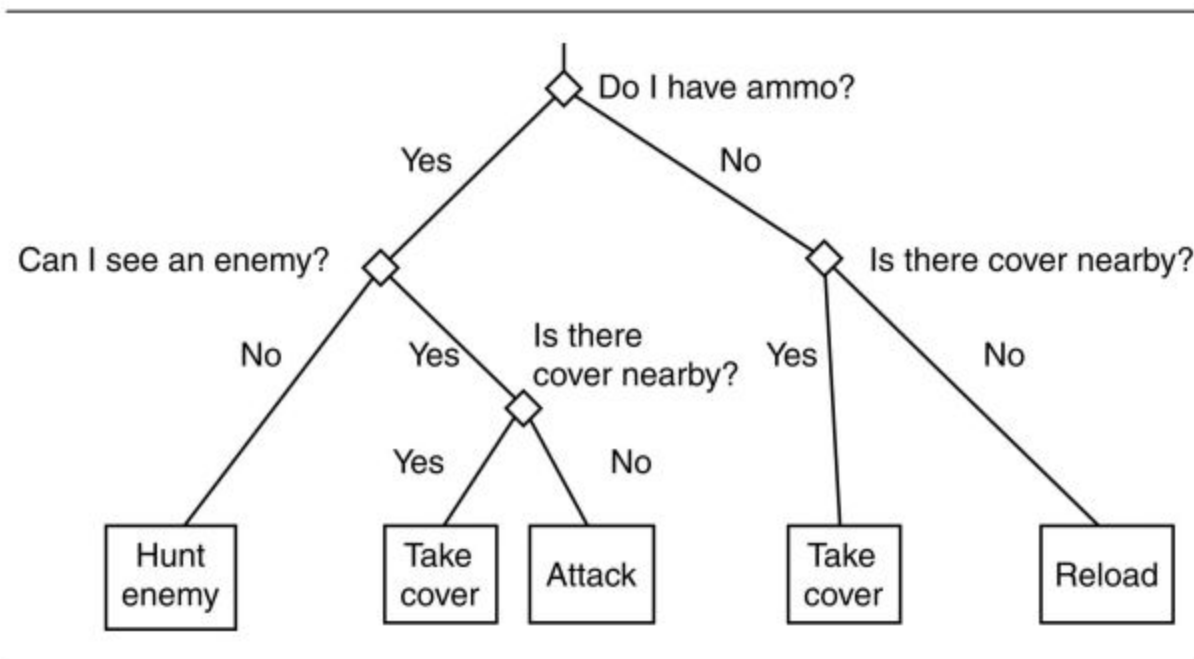 Do I have ammo?
Yes
No
Can I see an enemy?
Is there cover nearby?
No
Yes
Is there
cover nearby?
Yes
No
Yes
No
Hunt
enemy
Take
cover
Attack
Take
cover
Reload